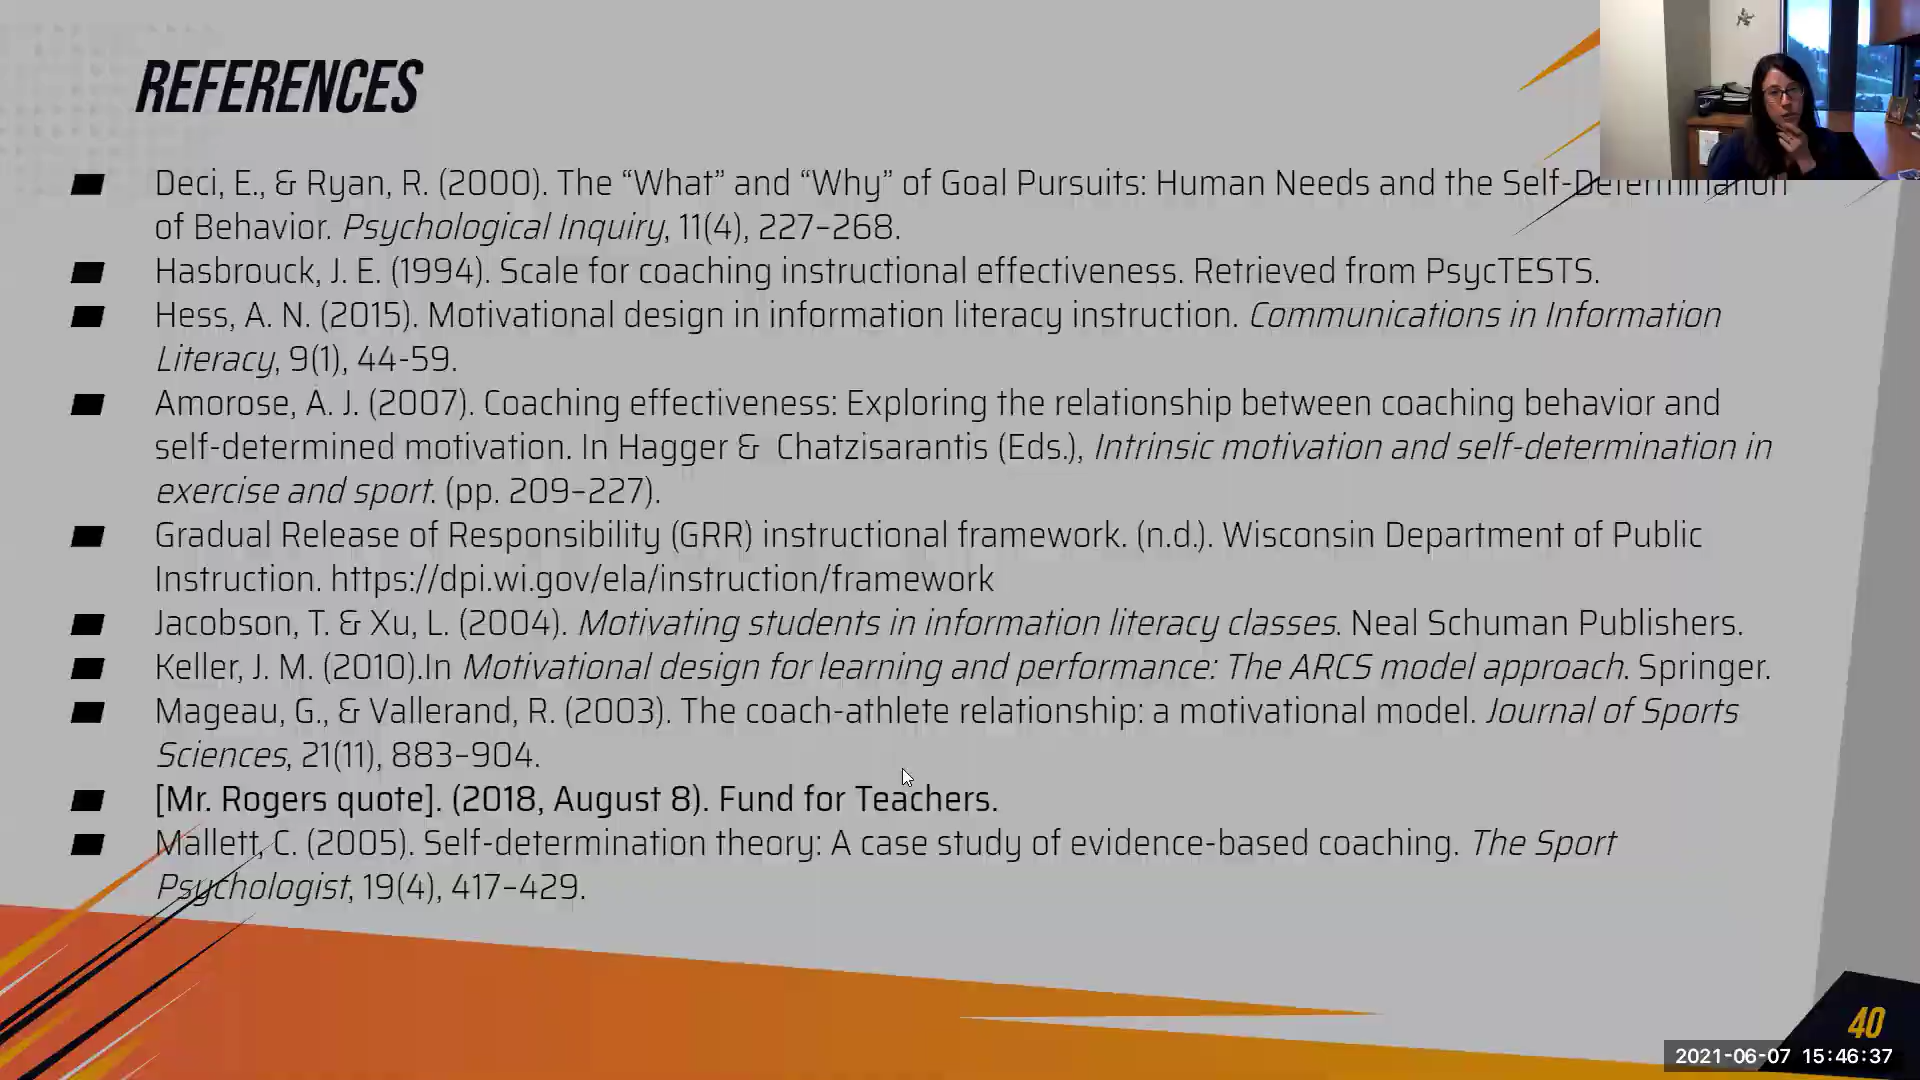 REFERENCES
Deci, E., & Ryan, R. (2000). The “What” and “Why” of Goal Pursuits: Human Needs and the Self-Determination
of Behavior. Psychological Inquiry, 11(4), 227–268.
Hasbrouck, J. E. (1994). Scale for coaching instructional effectiveness. Retrieved from PsycTESTS.
Hess, A. N. (2015). Motivational design in information literacy instruction. Communications in Information
Literacy, 9(1), 44-59.
Amorose, A. J. (2007). Coaching effectiveness: Exploring the relationship between coaching behavior and
self-determined motivation. In Hagger & Chatzisarantis (Eds.), Intrinsic motivation and self-determination in
exercise and sport. (pp. 209–227).
Gradual Release of Responsibility (GRR) instructional framework. (n.d.). Wisconsin Department of Public
Instruction. https://dpi.wi.gov/ela/instruction/framework
Jacobson, T. & Xu, L. (2004). Motivating students in information literacy classes. Neal Schuman Publishers.
Keller, J. M. (2010).In Motivational design for learning and performance: The ARCS model approach. Springer.
Mageau, G., & Vallerand, R. (2003). The coach-athlete relationship: a motivational model. Journal of Sports
Sciences, 21(11), 883–904.
[Mr. Rogers quote]. (2018, August 8). Fund for Teachers.
Mallett, C. (2005). Self-determination theory: A case study of evidence-based coaching. The Sport
Psychologist, 19(4), 417–429.
40
2021-06-07 15:46:37